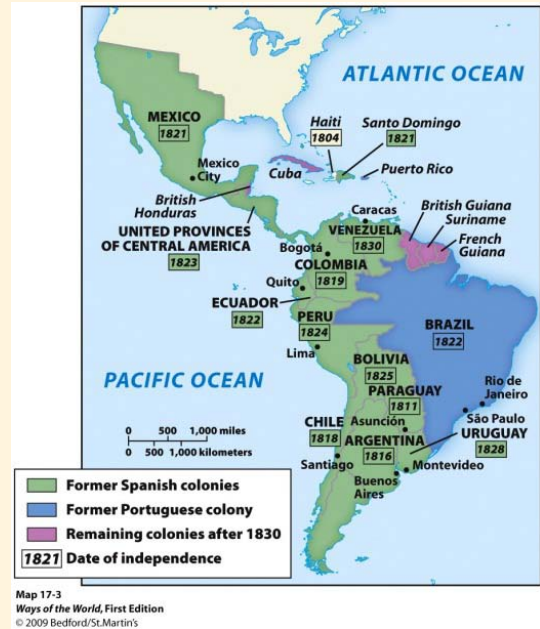 ATLANTIC OCEAN
MEXICO
1821
Haiti
1804
Santo Domingo
1821
Mexico
City
Cuba
Puerto Rico
British
Honduras
UNITED PROVINCES
OF CENTRAL AMERICA
1823
Caracas
British Guiana
Suriname
French
Guiana
VENEZUELA
1830
Bogotá
COLOMBIA
1819
Quito
ECUADOR
1822
PERU
1824
Lima
BRAZIL
1822
PACIFIC OCEAN
BOLIVIA
1825
PARAGUAY
1811
Rio de
Janeiro
São Paulo
CHILE
1818
Asunción
ARGENTINA
1816
URUGUAY
1828
Santiago
Montevideo
Buenos
Aires
0 500 1,000 miles
0 500 1,000 kilometers
Former Spanish colonies
Former Portuguese colony
Remaining colonies after 1830
1821 Date of independence
Map 17-3
Ways of the World, First Edition
© 2009 Bedford/St.Martin's